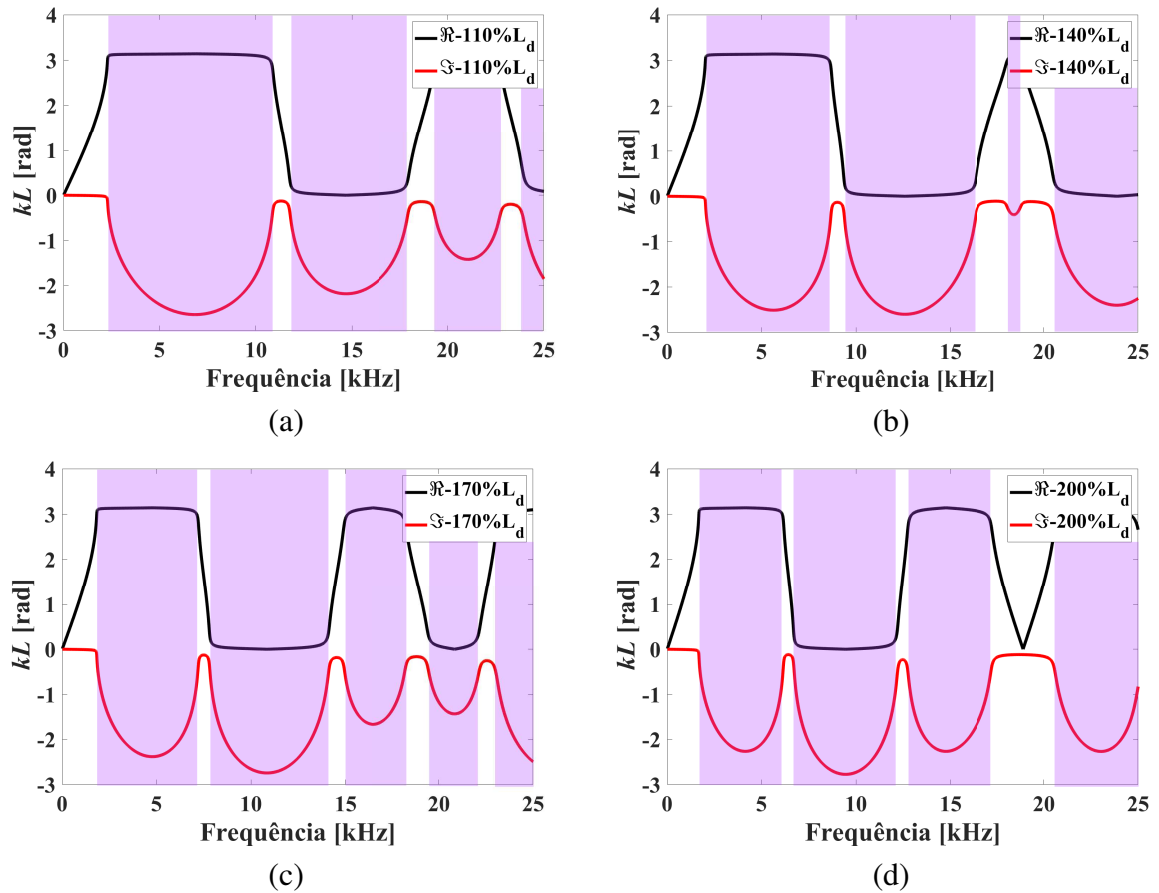 4
3
2
1
0
-1
-2
-3
kL [rad]
ℜ-110%L_d
ℑ-110%L_d
0 5 10 15 20 25
Frequência [kHz]
(a)
4
3
2
1
0
-1
-2
-3
kL [rad]
ℜ-140%L_d
ℑ-140%L_d
0 5 10 15 20 25
Frequência [kHz]
(b)
4
3
2
1
0
-1
-2
-3
kL [rad]
ℜ-170%L_d
ℑ-170%L_d
0 5 10 15 20 25
Frequência [kHz]
(c)
4
3
2
1
0
-1
-2
-3
kL [rad]
ℜ-200%L_d
ℑ-200%L_d
0 5 10 15 20 25
Frequência [kHz]
(d)